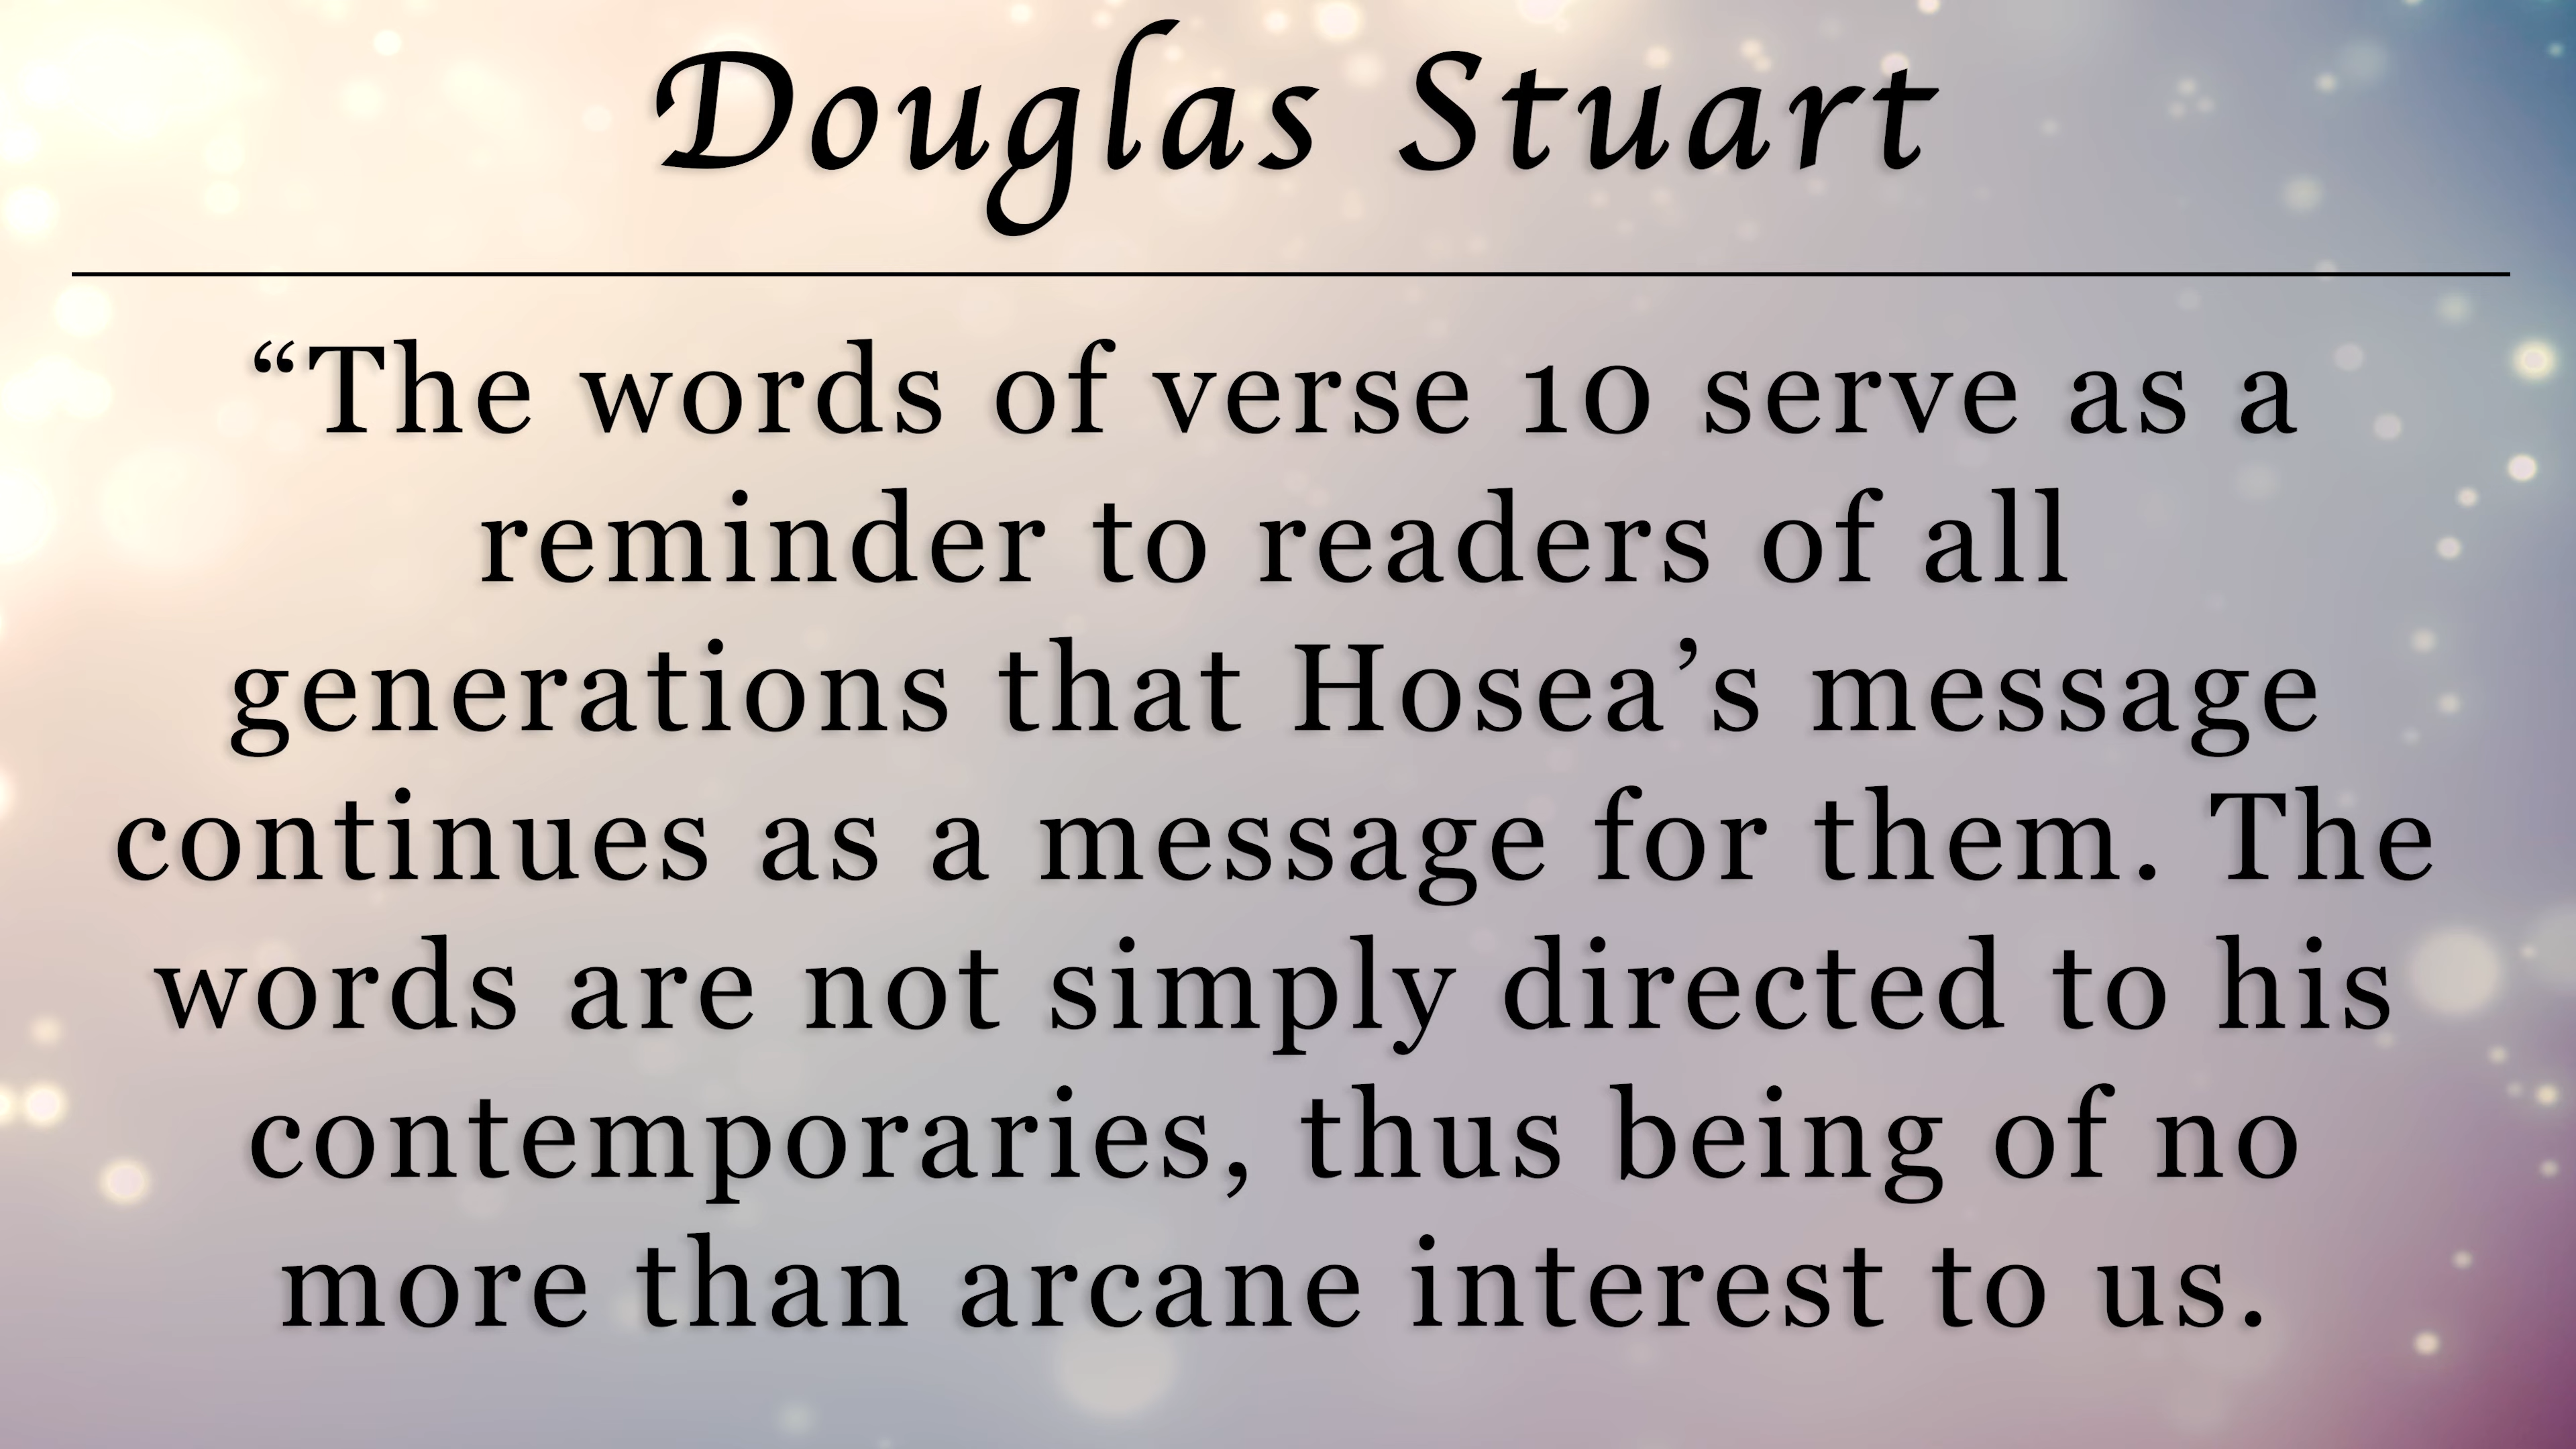 Douglas Stuart
“The words of verse 10 serve as a
reminder to readers of all
generations that Hosea’s message
continues as a message for them. The
words are not simply directed to his
contemporaries, thus being of no
more than arcane interest to us.